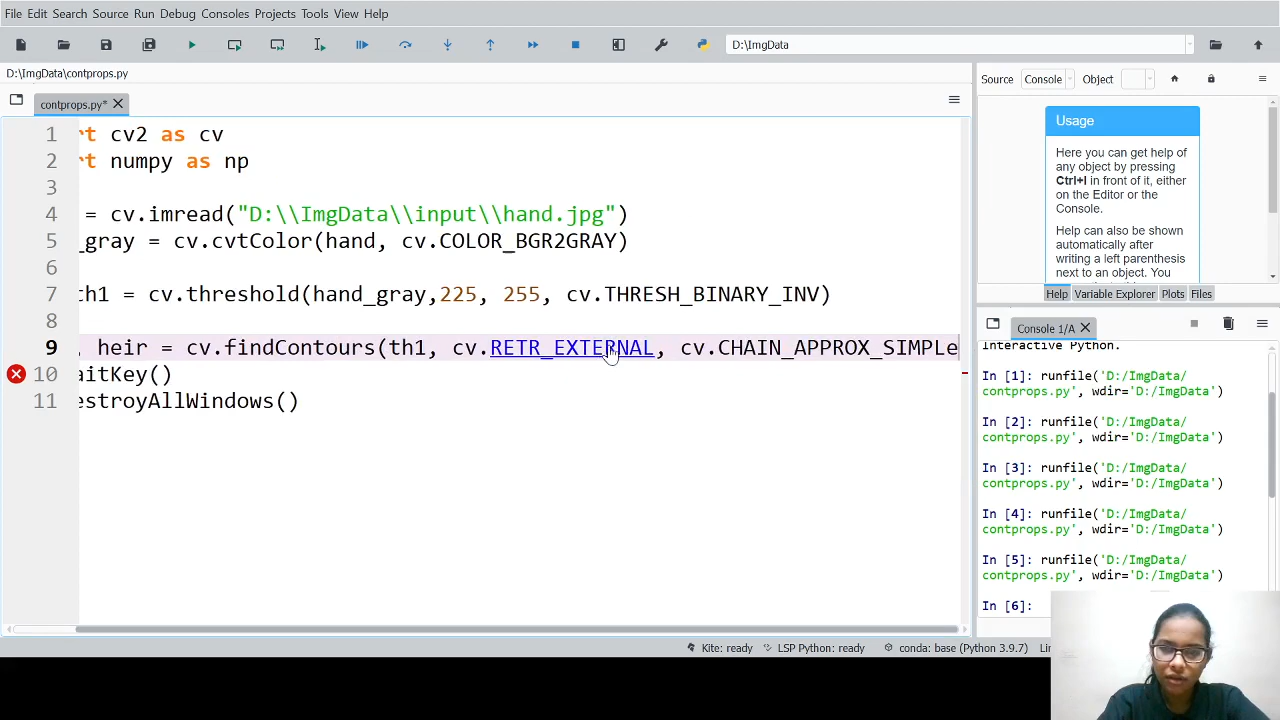 File Edit Search Source Run Debug Consoles Projects Tools View Help
D:\ImgData
D:\ImgData\contprops.py
contprops.py*
1 rt cv2 as cv
2 rt numpy as np
3
4 = cv.imread("D:\\ImgData\\input\\hand.jpg")
5 _gray = cv.cvtColor(hand, cv.COLOR_BGR2GRAY)
6
7 th1 = cv.threshold(hand_gray,225, 255, cv.THRESH_BINARY_INV)
8
9 , heir = cv.findContours(th1, cv.RETR_EXTERNAL, cv.CHAIN_APPROX_SIMPLe
10 aitKey()
11 estroyAllWindows()
Source Console Object
Usage
Here you can get help of
any object by pressing
Ctrl+I in front of it, either
on the Editor or the
Console.
Help can also be shown
automatically after
writing a left parenthesis
next to an object. You
Help Variable Explorer Plots Files
Console 1/A
Interactive Python.
In [1]: runfile('D:/ImgData/
contprops.py', wdir='D:/ImgData')
In [2]: runfile('D:/ImgData/
contprops.py', wdir='D:/ImgData')
In [3]: runfile('D:/ImgData/
contprops.py', wdir='D:/ImgData')
In [4]: runfile('D:/ImgData/
contprops.py', wdir='D:/ImgData')
In [5]: runfile('D:/ImgData/
contprops.py', wdir='D:/ImgData')
In [6]:
Kite: ready LSP Python: ready conda: base (Python 3.9.7)